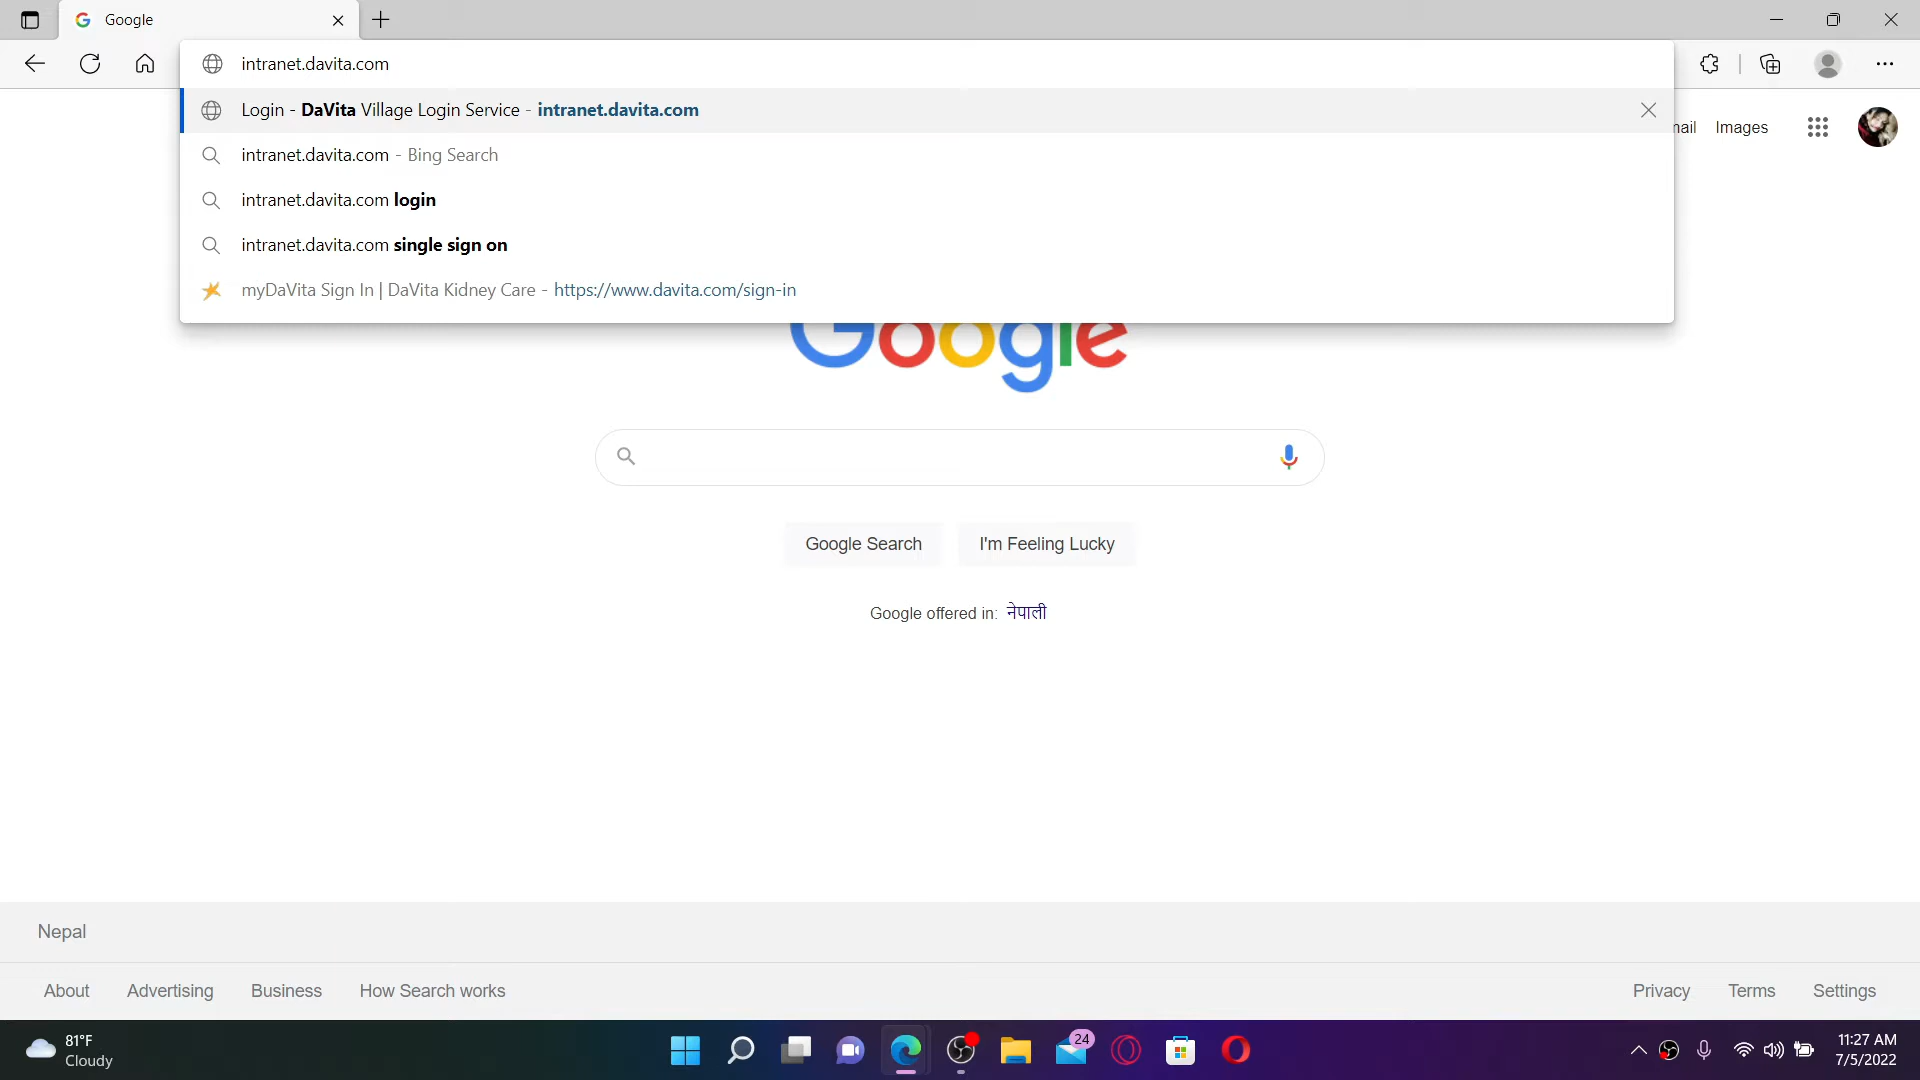 Google
intranet.davita.com
Login - DaVita Village Login Service - intranet.davita.com
mail Images
intranet.davita.com - Bing Search
intranet.davita.com login
intranet.davita.com single sign on
myDaVita Sign In | DaVita Kidney Care - https://www.davita.com/sign-in
Google
Google Search I'm Feeling Lucky
Google offered in: नेपाली
Nepal
About Advertising Business How Search works Privacy Terms Settings
81°F
Cloudy
24
11:27 AM
7/5/2022